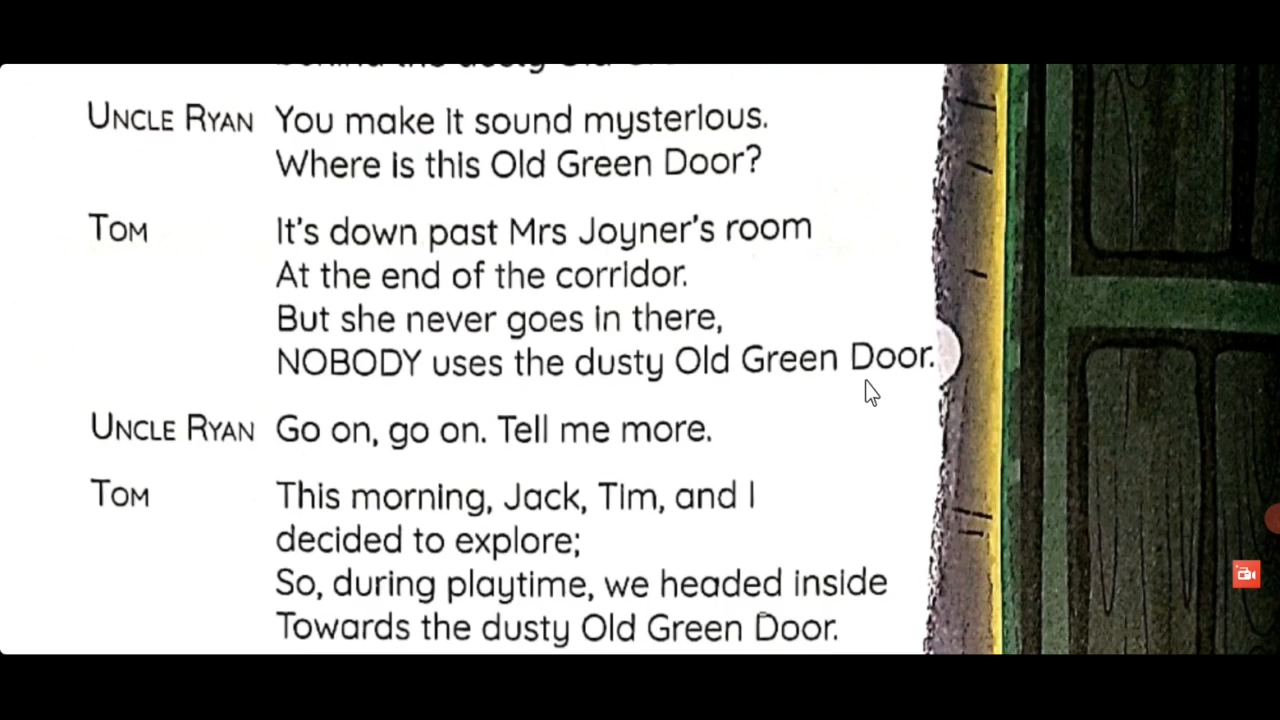 UNCLE RYAN You make it sound mysterious.
Where is this Old Green Door?
TOM It's down past Mrs Joyner's room
At the end of the corridor.
But she never goes in there,
NOBODY uses the dusty Old Green Door.
UNCLE RYAN Go on, go on. Tell me more.
TOM This morning, Jack, Tim, and I
decided to explore;
So, during playtime, we headed inside
Towards the dusty Old Green Door.